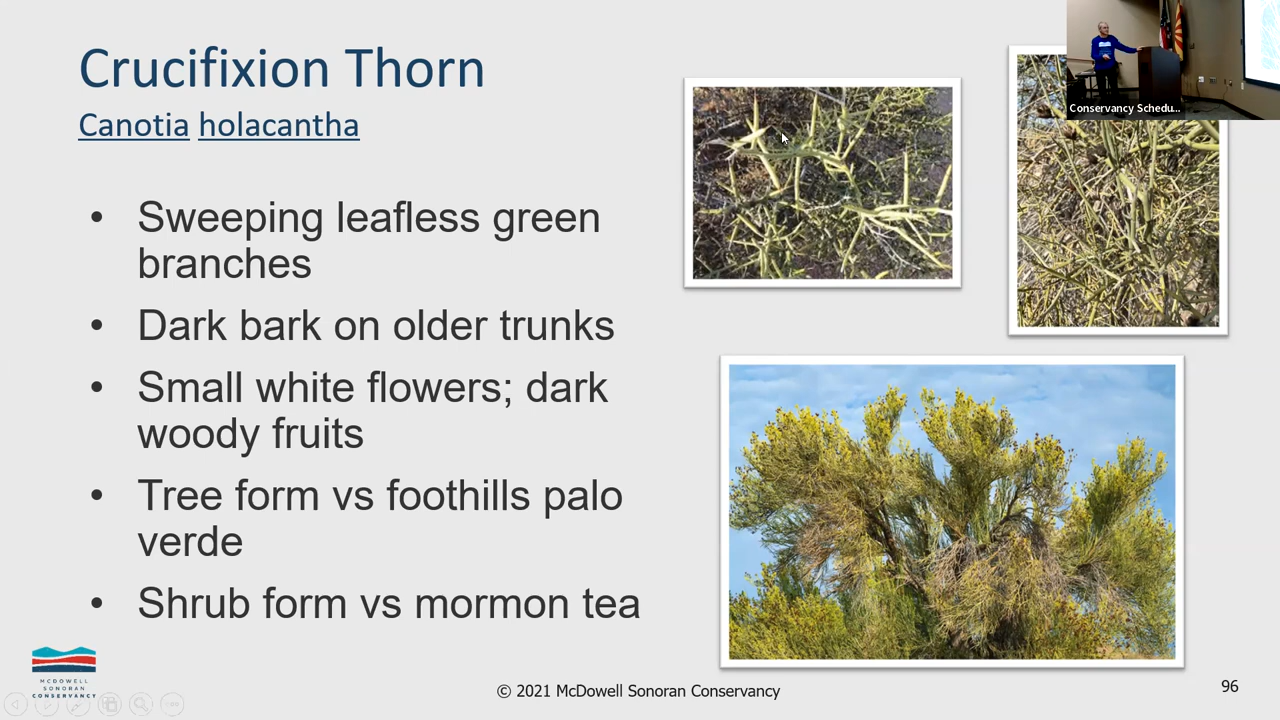 Crucifixion Thorn
Canotia holacantha
• Sweeping leafless green
branches
• Dark bark on older trunks
• Small white flowers; dark
woody fruits
• Tree form vs foothills palo
verde
• Shrub form vs mormon tea
Conservancy Schedu...
MCDOWELL
SONORAN
CONSERVANCY
© 2021 McDowell Sonoran Conservancy
96